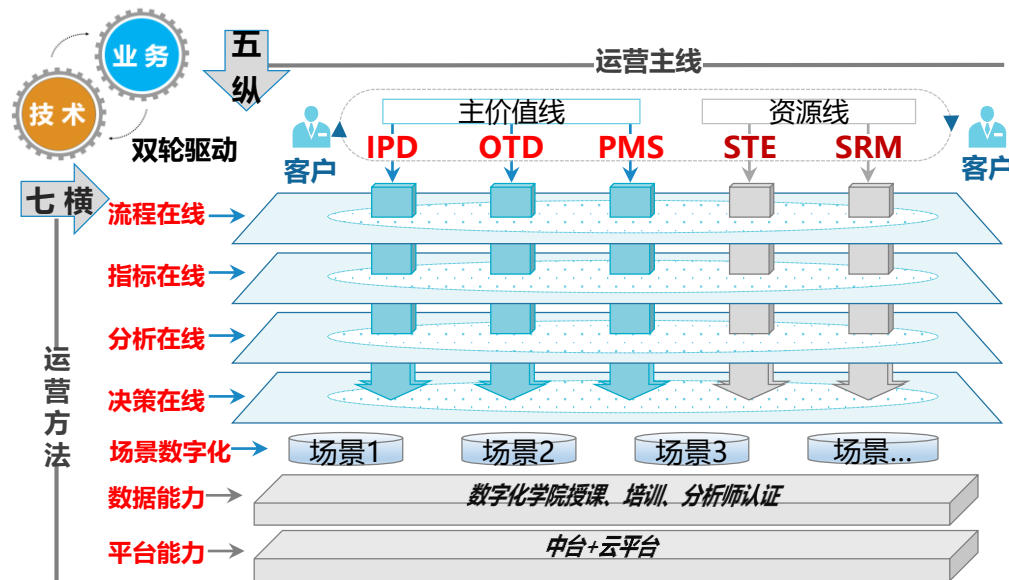 业务
技术
双轮驱动
五纵
运营主线
主价值线
资源线
客户
IPD
OTD
PMS
STE
SRM
客户
七横
运营方法
流程在线
指标在线
分析在线
决策在线
场景数字化
场景1
场景2
场景3
场景...
数据能力
数字化学院授课、培训、分析师认证
平台能力
中台+云平台